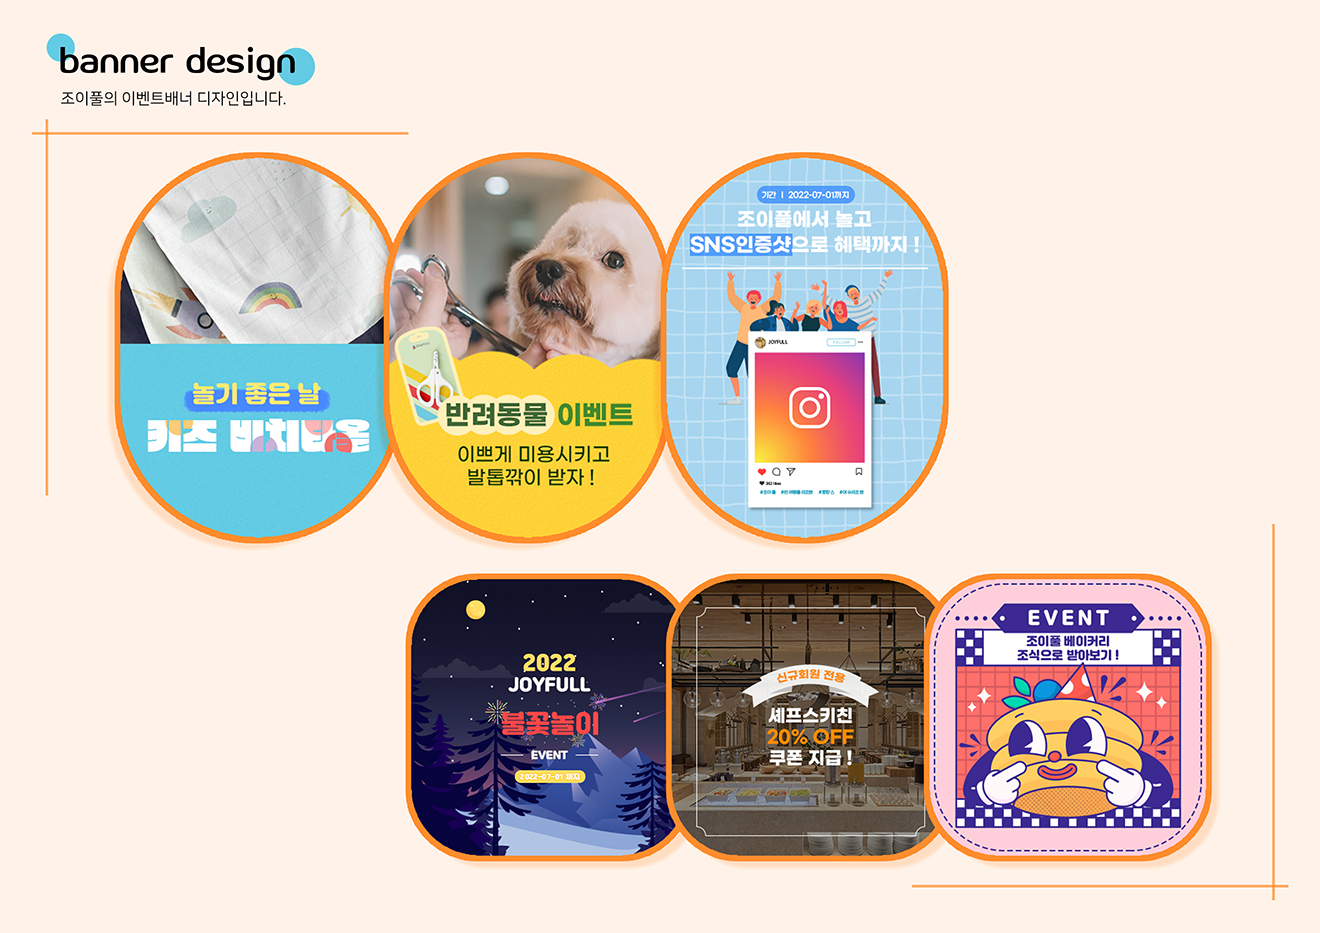 banner design
조이풀의 이벤트배너 디자인입니다.
놀기 좋은 날
키즈 비치타올
반려동물 이벤트
이쁘게 미용시키고
발톱깎이 받자 !
기간 | 2022-07-01까지
조이풀에서 놀고
SNS인증샷으로 혜택까지 !
JOYFULL
FOLLOW
2022
JOYFULL
불꽃놀이
EVENT
2022-07-01 까지
신규회원 전용
셰프스키친
20% OFF
쿠폰 지급 !
EVENT
조이풀 베이커리
조식으로 받아보기 !